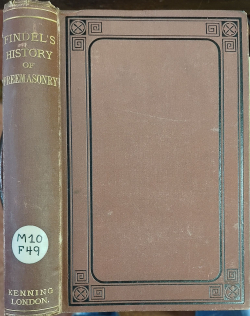 FINDEL'S
HISTORY
OF
FREEMASONRY
M10
F49
KENNING
LONDON.